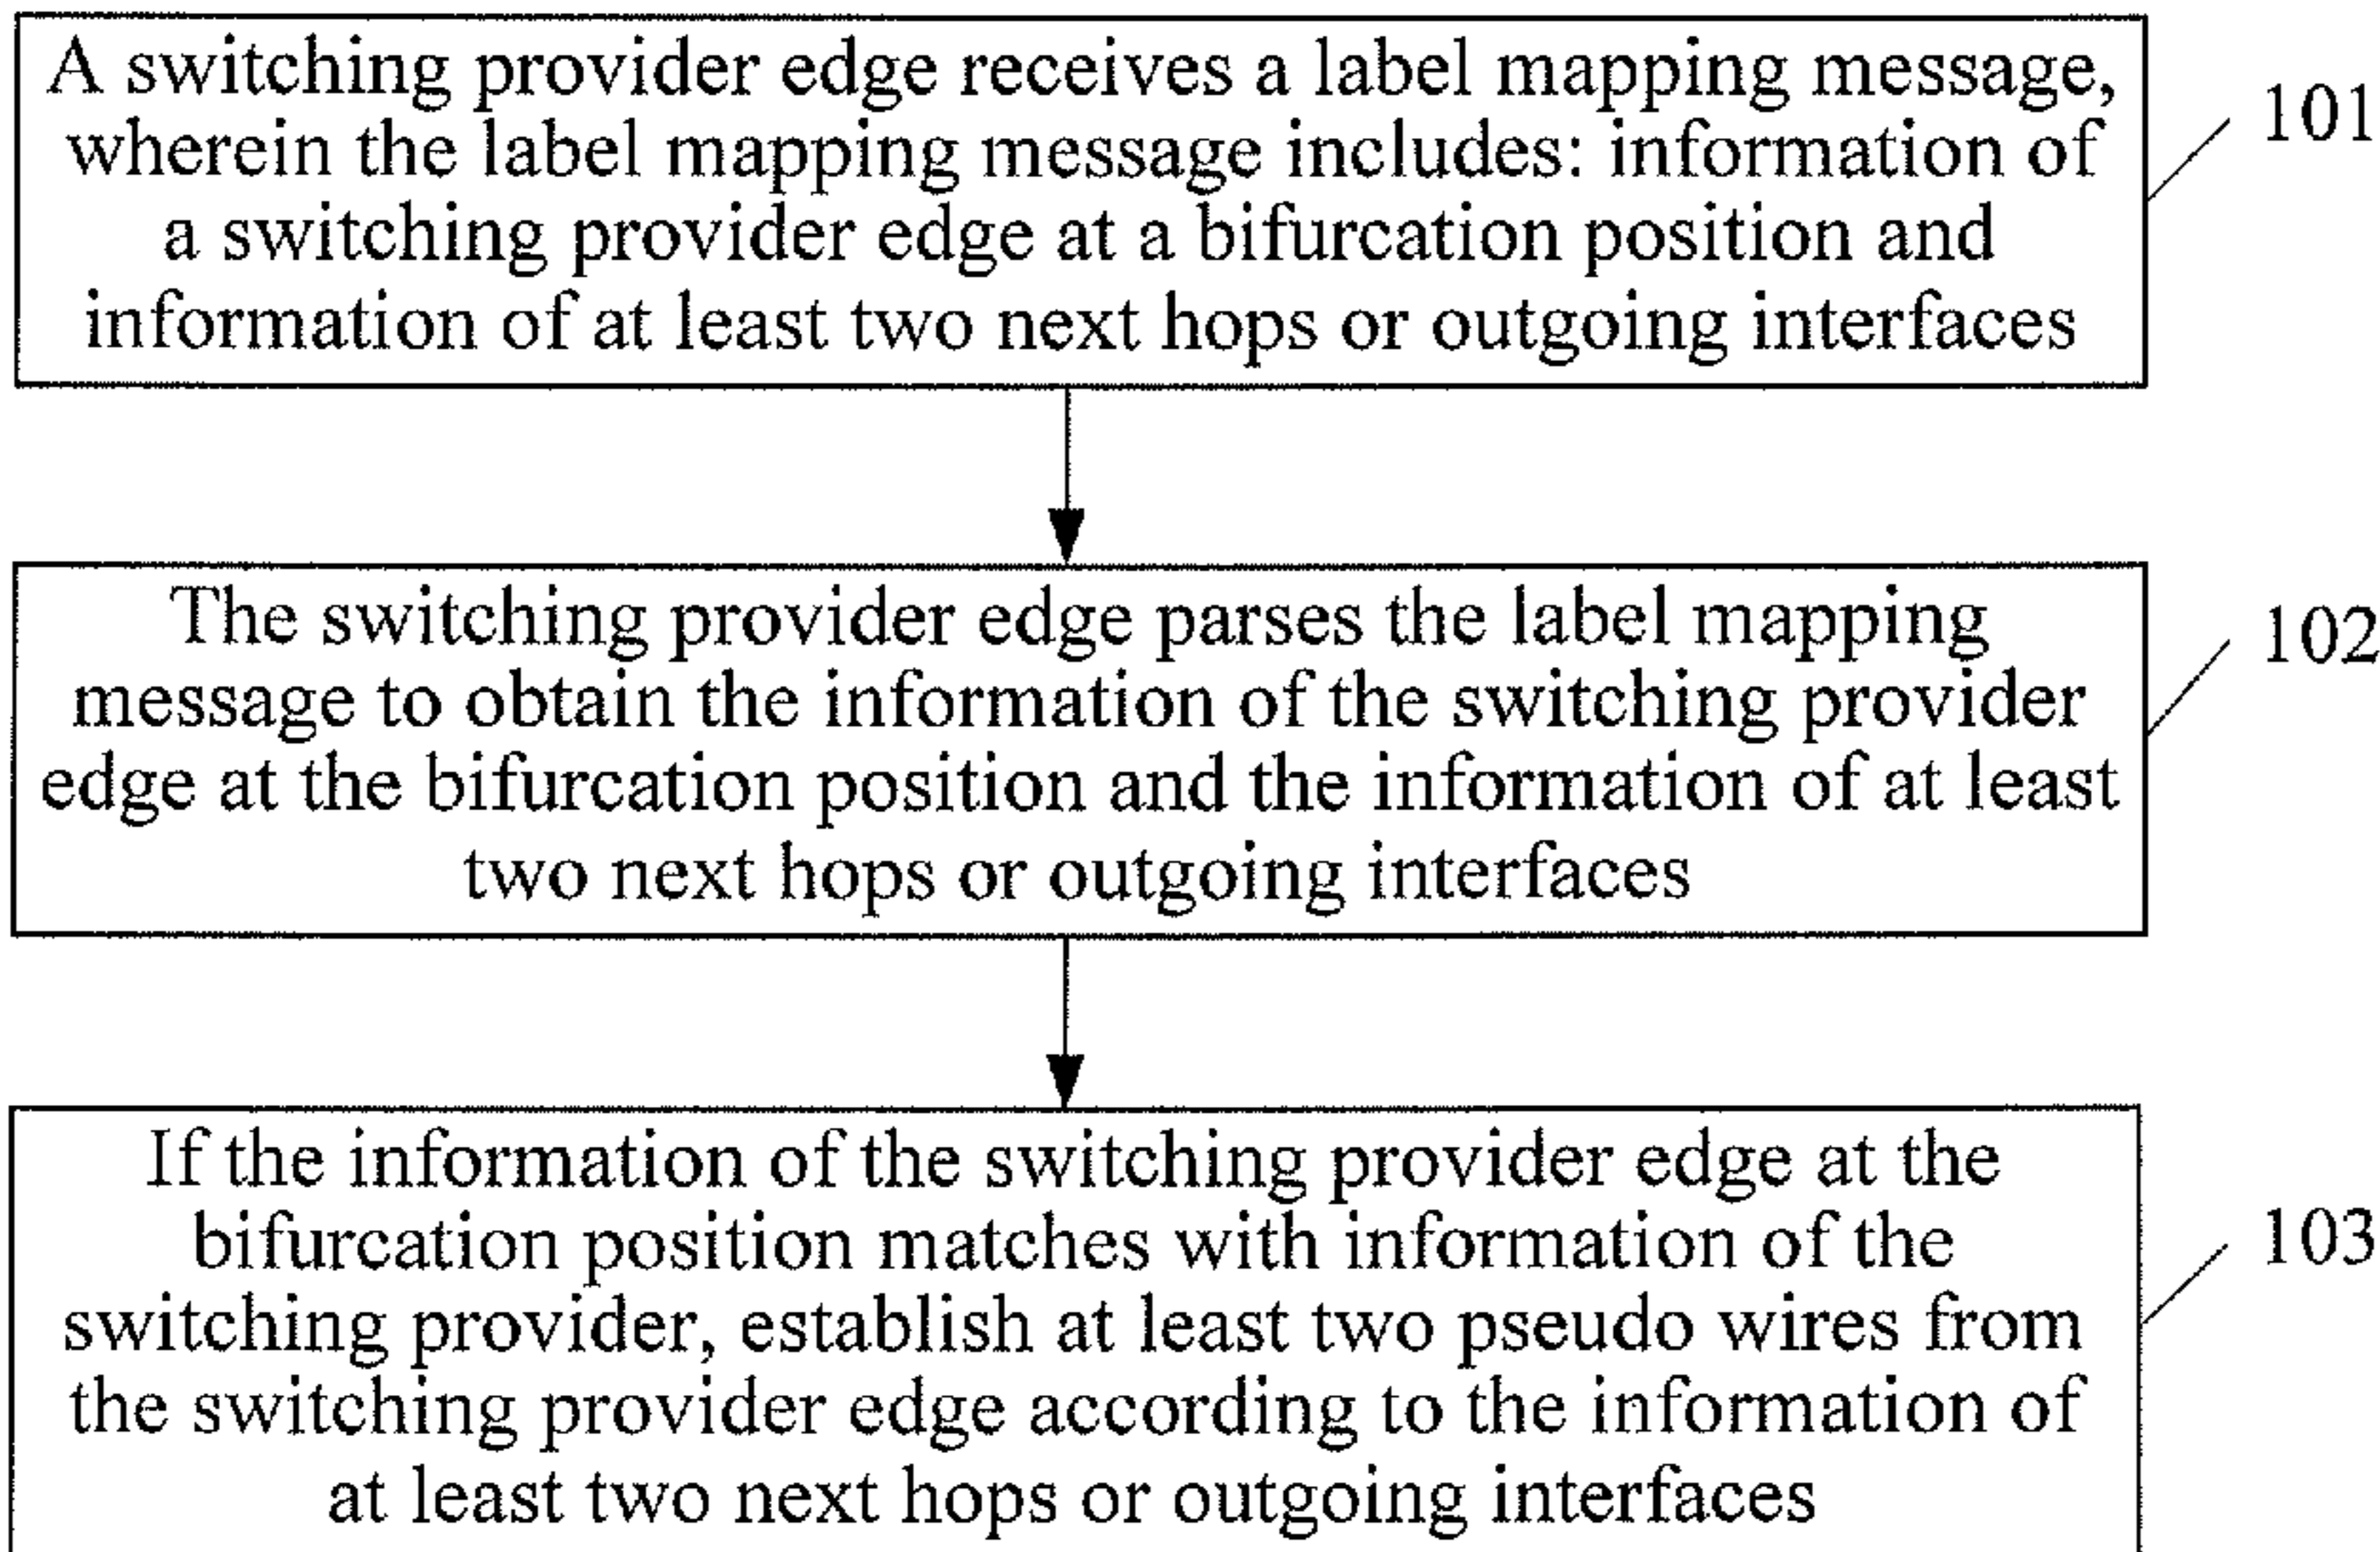 A switching provider edge receives a label mapping message,
wherein the label mapping message includes: information of
a switching provider edge at a bifurcation position and
information of at least two next hops or outgoing interfaces
101
The switching provider edge parses the label mapping
message to obtain the information of the switching provider
edge at the bifurcation position and the information of at least
two next hops or outgoing interfaces
102
If the information of the switching provider edge at the
bifurcation position matches with information of the
switching provider, establish at least two pseudo wires from
the switching provider edge according to the information of
at least two next hops or outgoing interfaces
103